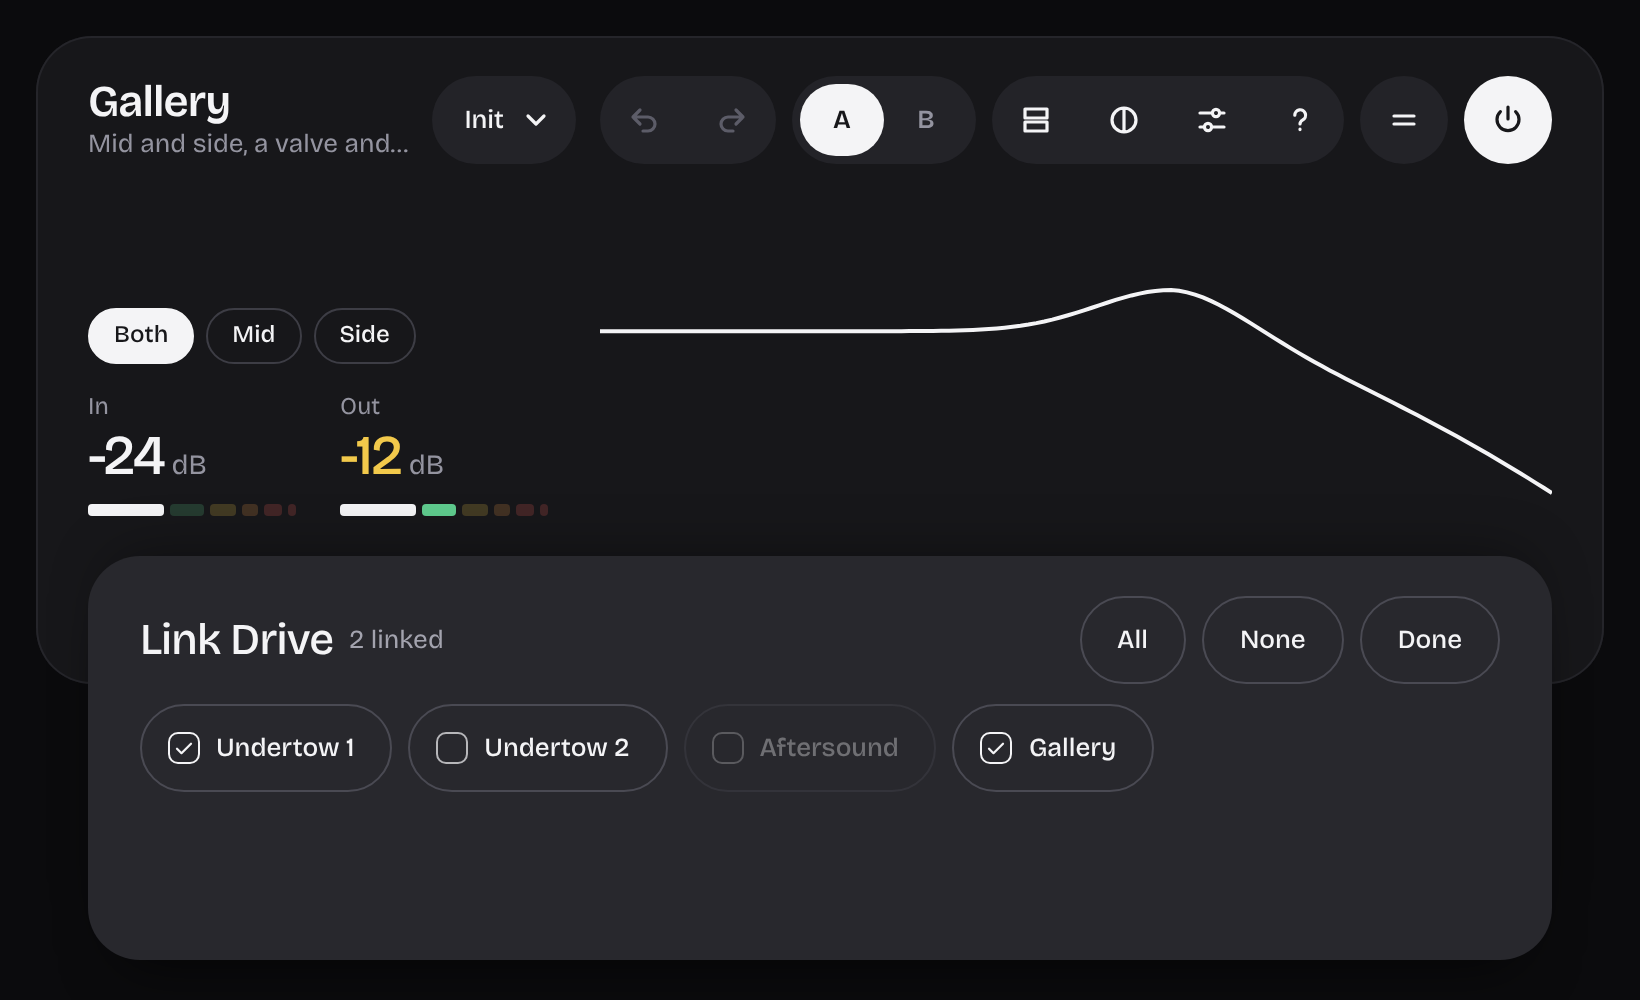 Gallery
Mid and side, a valve and...
Init
A
B
?
Both
Mid
Side
In
Out
-24 dB
-12 dB
Link Drive
2 linked
All
None
Done
Undertow 1
Undertow 2
Aftersound
Gallery